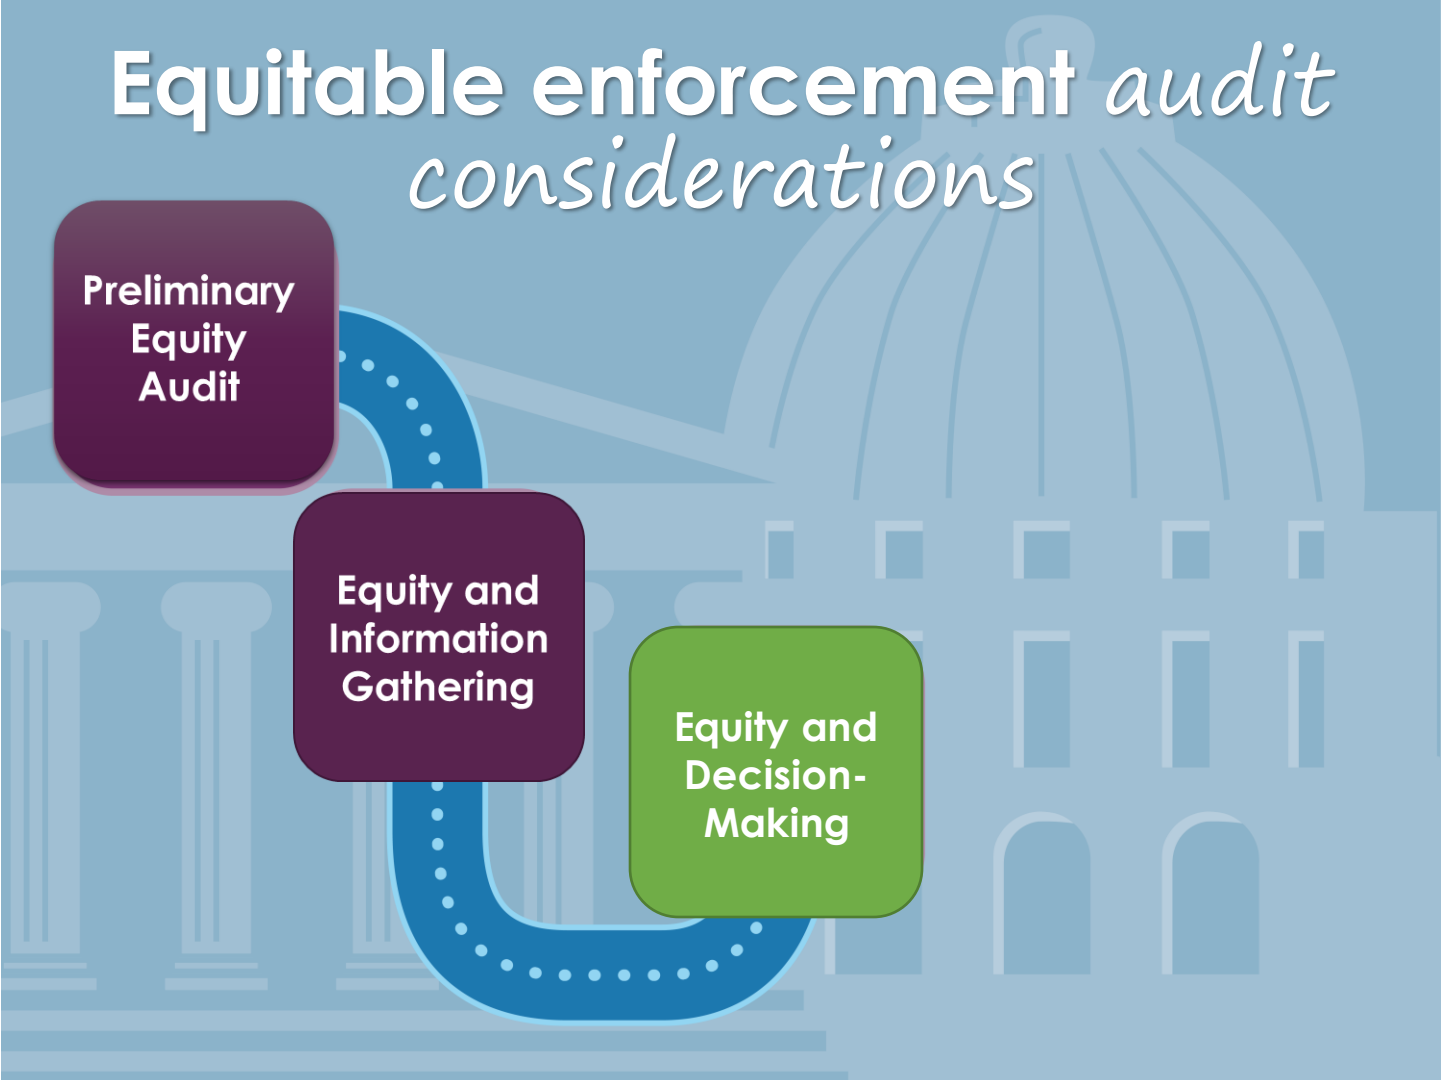 Equitable enforcement audit
considerations
Preliminary
Equity
Audit
Equity and
Information
Gathering
Equity and
Decision-
Making